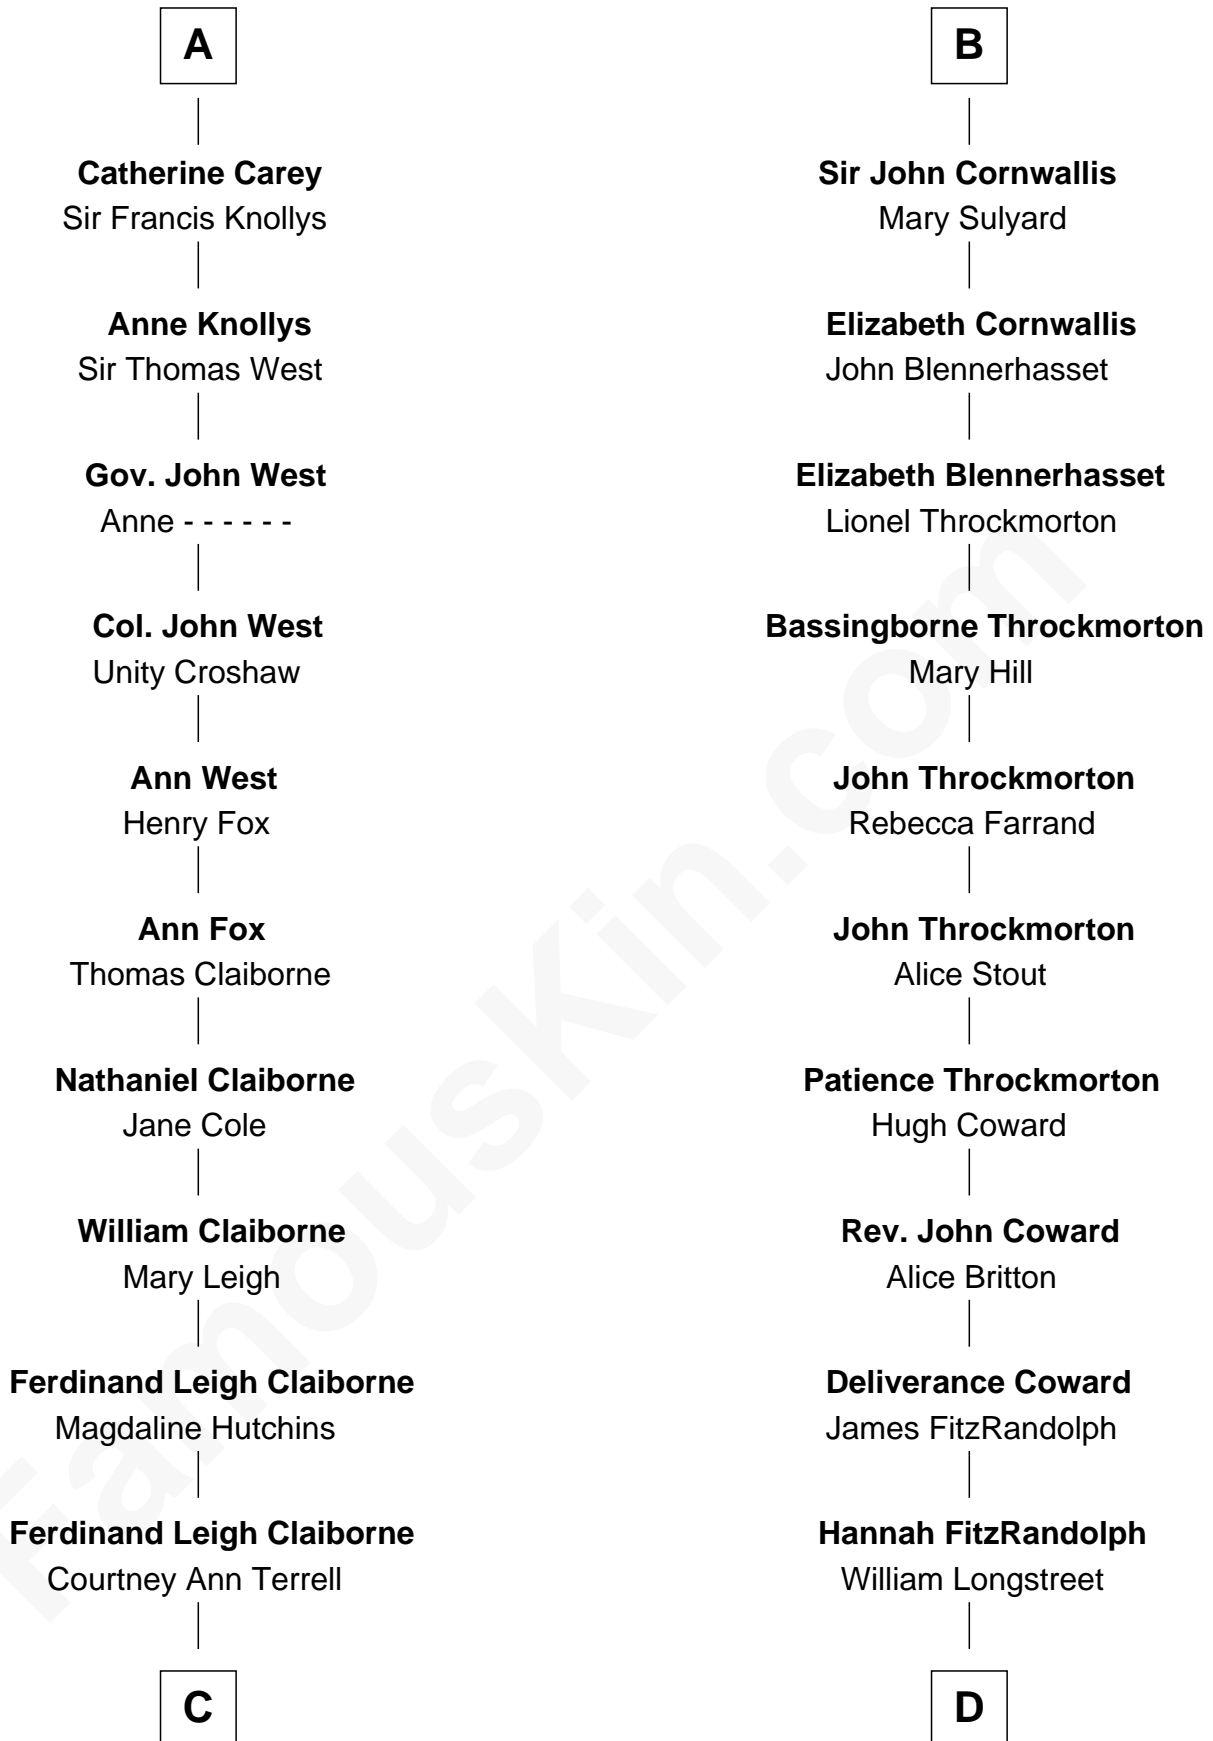 A
Catherine Carey
Sir Francis Knollys
Anne Knollys
Sir Thomas West
Gov. John West
Anne - - - - - -
Col. John West
Unity Croshaw
Ann West
Henry Fox
Ann Fox
Thomas Claiborne
Nathaniel Claiborne
Jane Cole
William Claiborne
Mary Leigh
Ferdinand Leigh Claiborne
Magdaline Hutchins
Ferdinand Leigh Claiborne
Courtney Ann Terrell
C
B
Sir John Cornwallis
Mary Sulyard
Elizabeth Cornwallis
John Blennerhasset
Elizabeth Blennerhasset
Lionel Throckmorton
Bassingborne Throckmorton
Mary Hill
John Throckmorton
Rebecca Farrand
John Throckmorton
Alice Stout
Patience Throckmorton
Hugh Coward
Rev. John Coward
Alice Britton
Deliverance Coward
James FitzRandolph
Hannah FitzRandolph
William Longstreet
D
FamousKin.com